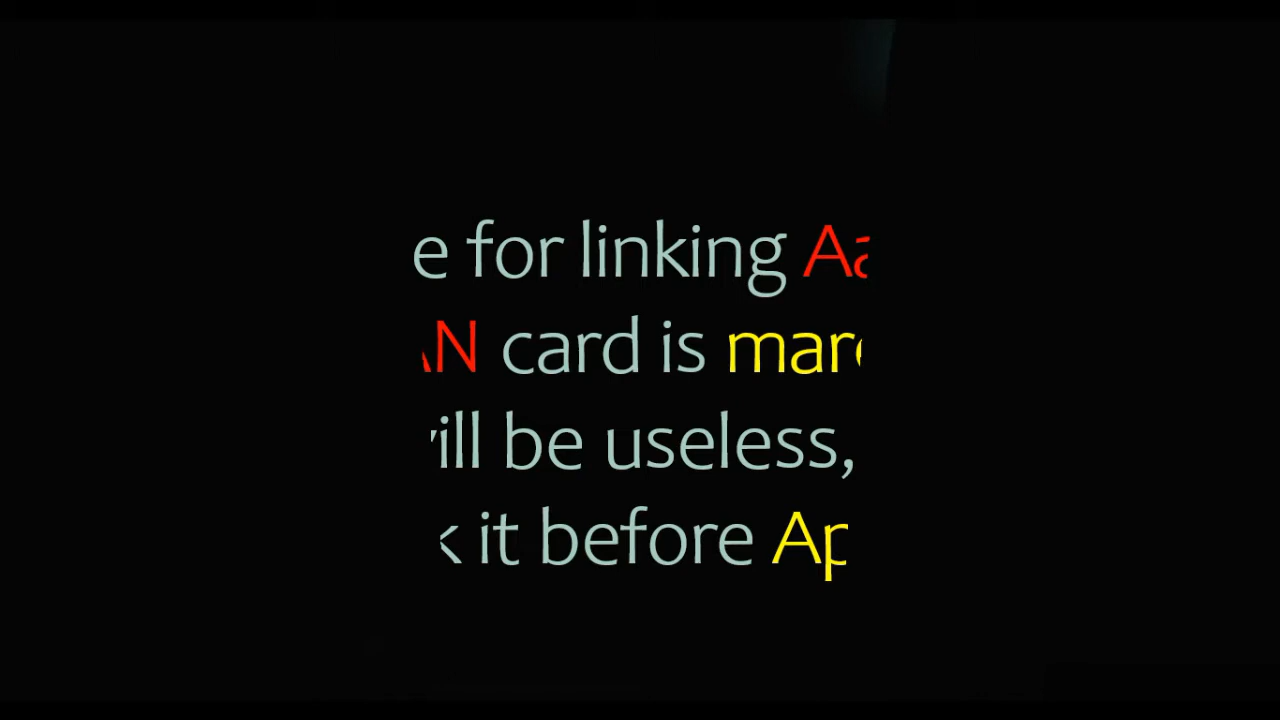 e for linking Aa
AN card is marc
ill be useless,
k it before Ap